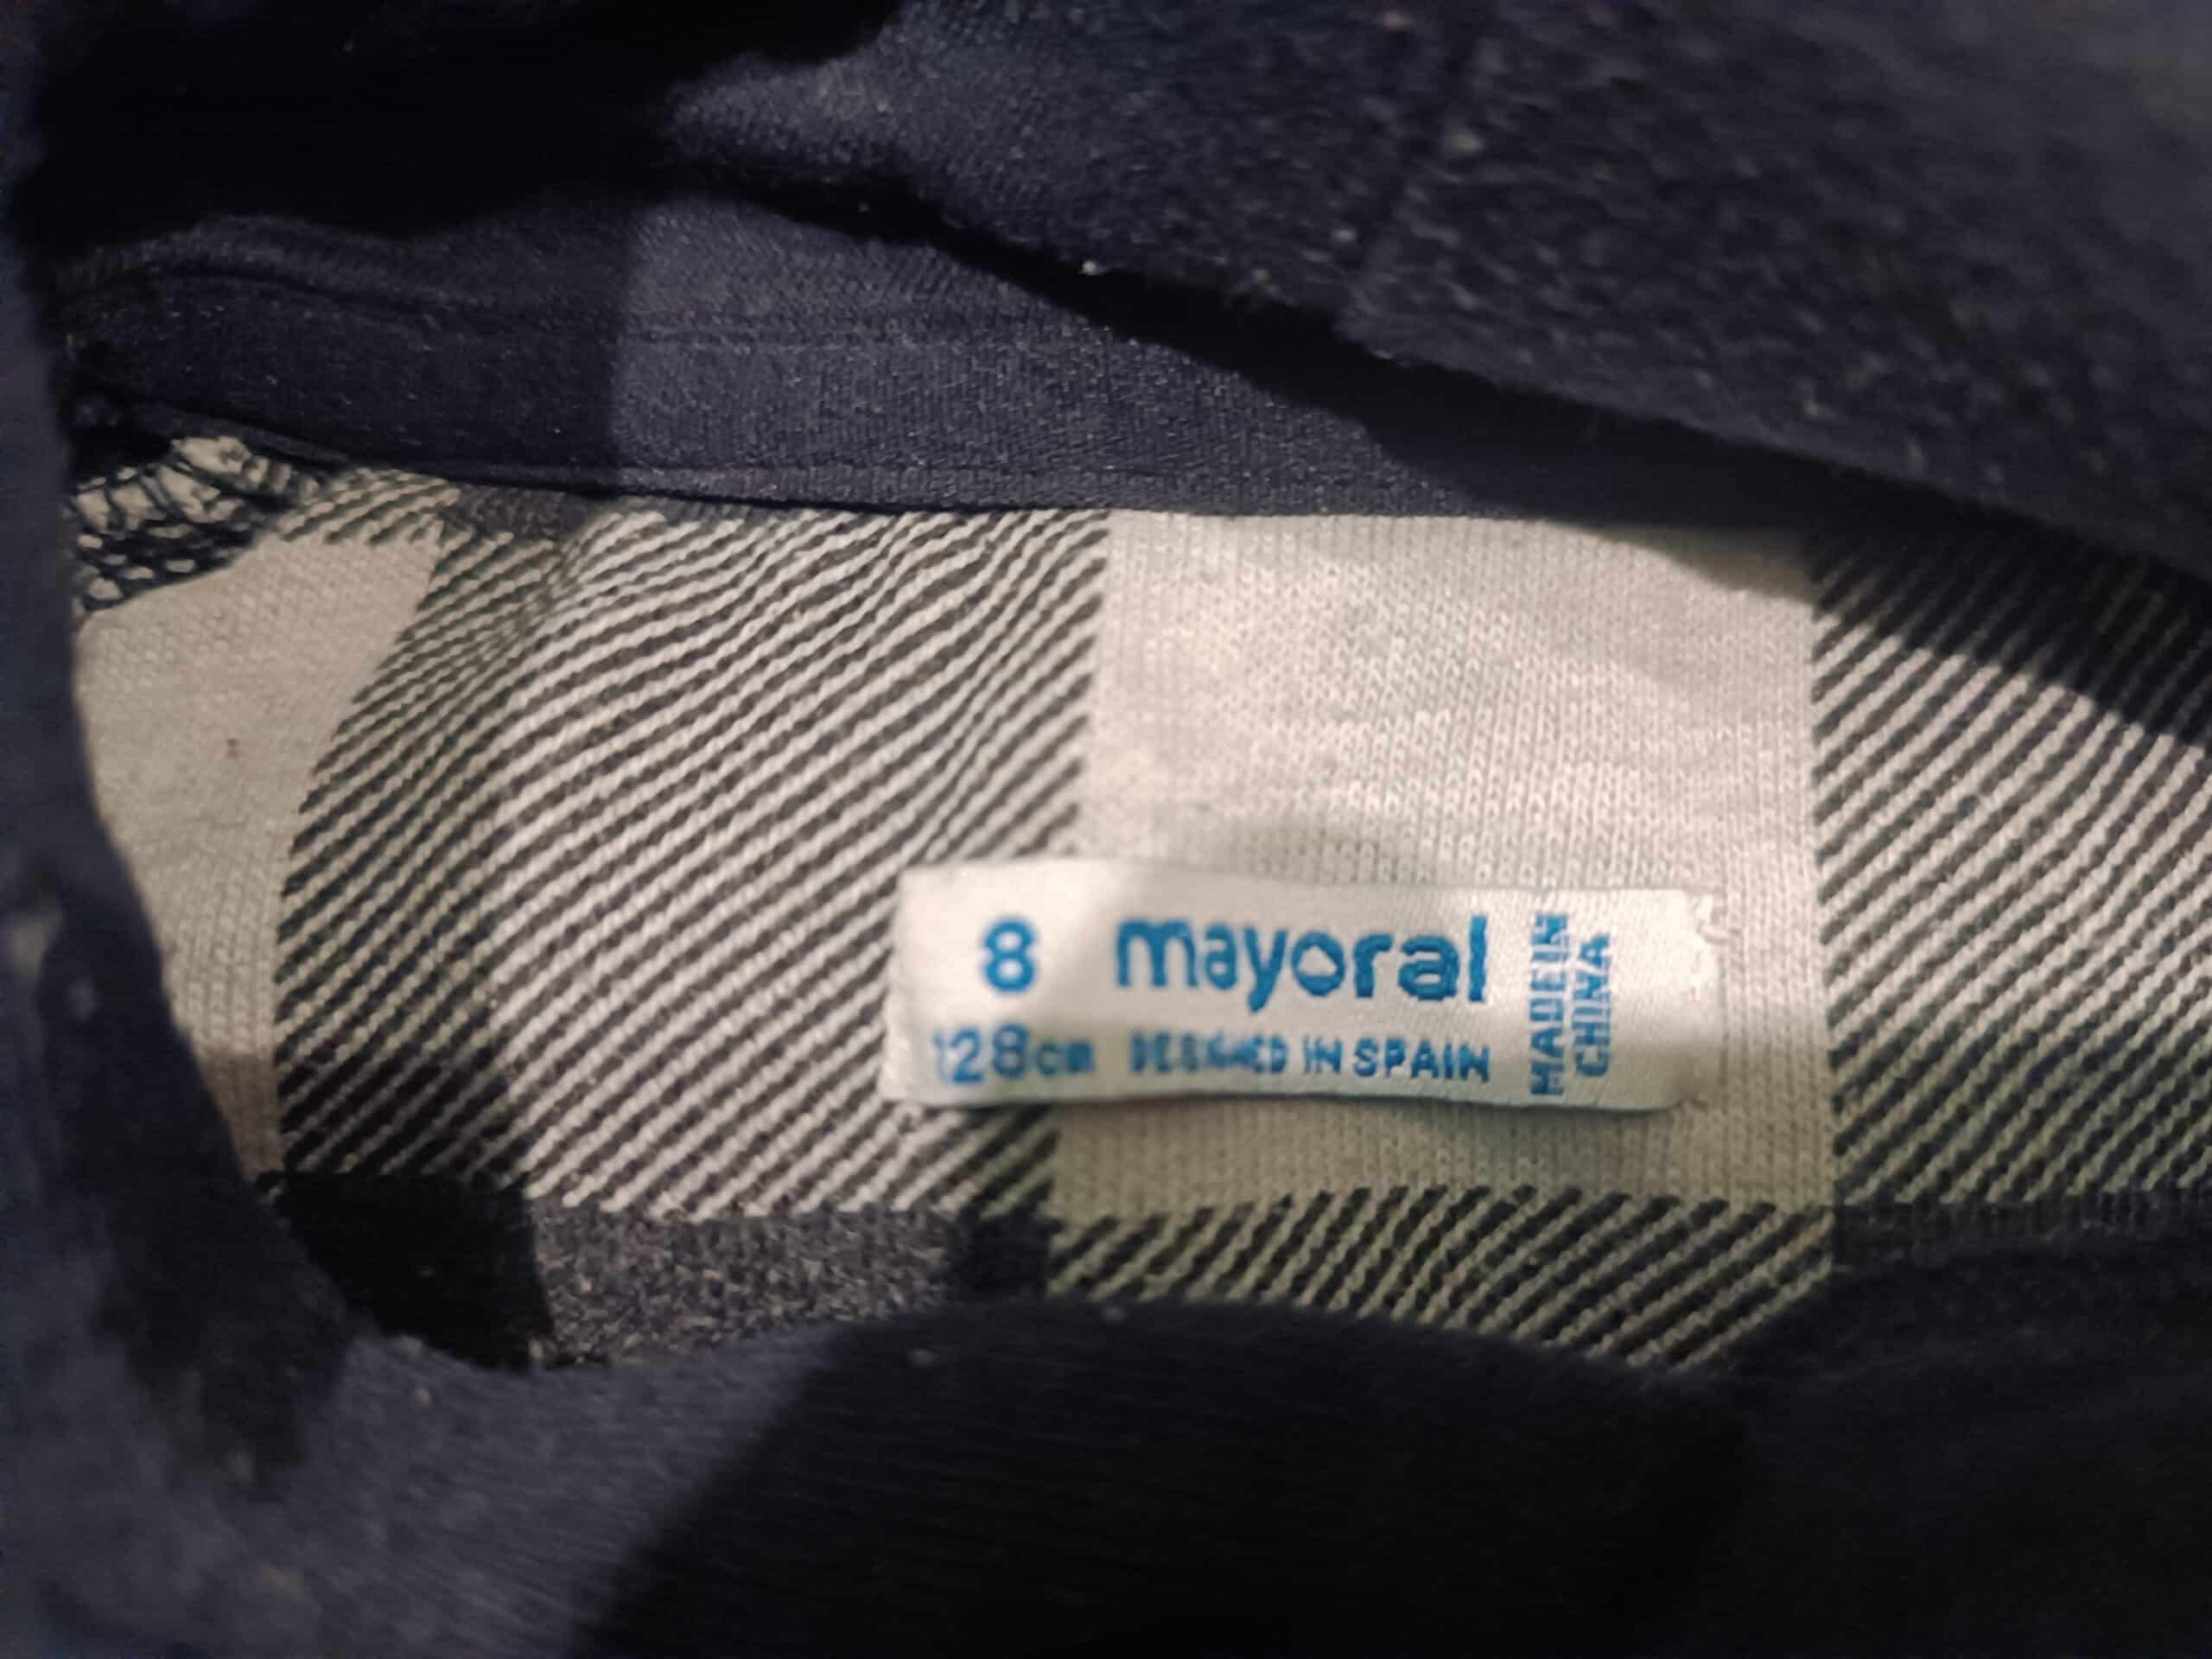 8 mayoral
128cm DESIGNED IN SPAIN
MADE IN
CHINA